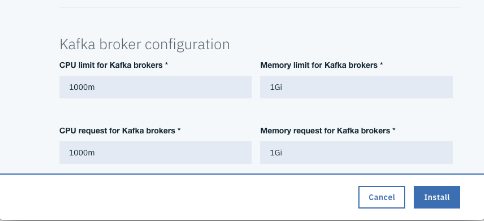 Kafka broker configuration
CPU limit for Kafka brokers * Memory limit for Kafka brokers *
1000m 1Gi
CPU request for Kafka brokers * Memory request for Kafka brokers *
1000m 1Gi
Cancel Install